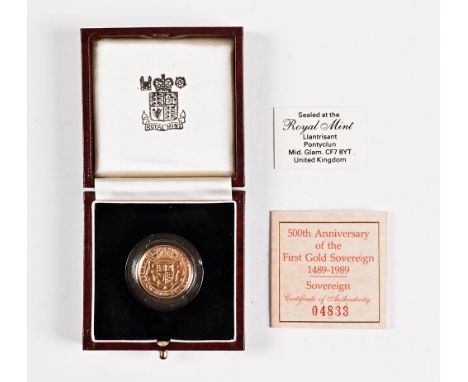 ROYAL MINT
Sealed at the
Royal Mint
Llantrisant
Pontyclun
Mid. Glam. CF7 8YT.
United Kingdom
500th Anniversary
of the
First Gold Sovereign
1489-1989
Sovereign
Certificate of Authenticity
04833